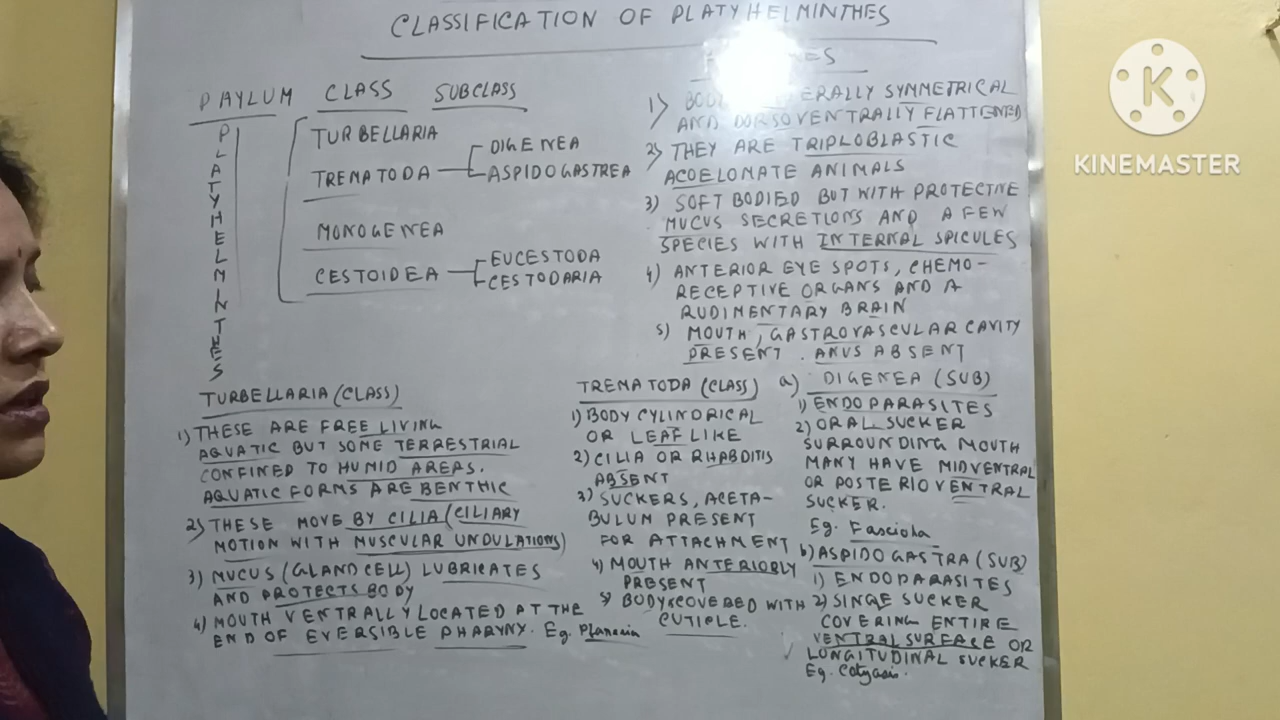 CLASSIFICATION OF PLATYHELMINTHES
PAYLUM CLASS SUBCLASS
PLATYHELMINTHES
TURBELLARIA
TREMATODA
DIGENEA
ASPIDOGASTREA
MONOGENEA
CESTOIDEA
EUCESTODA
CESTODARIA
1) BODY SYMMETRICAL
AND DORSOVENTRALLY FLATTENED
2) THEY ARE TRIPLOBLASTIC
ACOELOMATE ANIMALS
3) SOFT BODIED BUT WITH PROTECTIVE
MUCUS SECRETIONS AND A FEW
SPECIES WITH INTERNAL SPICULES
4) ANTERIOR EYE SPOTS, CHEMO-
RECEPTIVE ORGANS AND A
RUDIMENTARY BRAIN
5) MOUTH, GASTROVASCULAR CAVITY
PRESENT. ANUS ABSENT
TURBELLARIA (CLASS)
1) THESE ARE FREE LIVING
AQUATIC BUT SOME TERRESTRIAL
CONFINED TO HUMID AREAS.
AQUATIC FORMS ARE BENTHIC
2) THESE MOVE BY CILIA (CILIARY
MOTION WITH MUSCULAR UNDULATIONS)
3) MUCUS (GLAND CELL) LUBRICATES
AND PROTECTS BODY
4) MOUTH VENTRALLY LOCATED AT THE
END OF EVERSIBLE PHARYNY. Eg. Planaria
TREMATODA (CLASS)
1) BODY CYLINDRICAL
OR LEAF LIKE
2) CILIA OR RHABDITIS
ABSENT
3) SUCKERS, ACETA-
BULUM PRESENT
FOR ATTACHMENT
4) MOUTH ANTERIORLY
PRESENT
5) BODY COVERED WITH
CUTICLE.
a) DIGENEA (SUB)
1) ENDOPARASITES
2) ORAL SUCKER
SURROUNDING MOUTH
MANY HAVE MIDVENTRAL
OR POSTERIOVENTRAL
SUCKER.
Eg. Fasciola
b) ASPIDOGASTRA (SUB)
1) ENDOPARASITES
2) SINGE SUCKER
COVERING ENTIRE
VENTRAL SURFACE OR
LONGITUDINAL SUCKER
Eg.
K
KINEMASTER